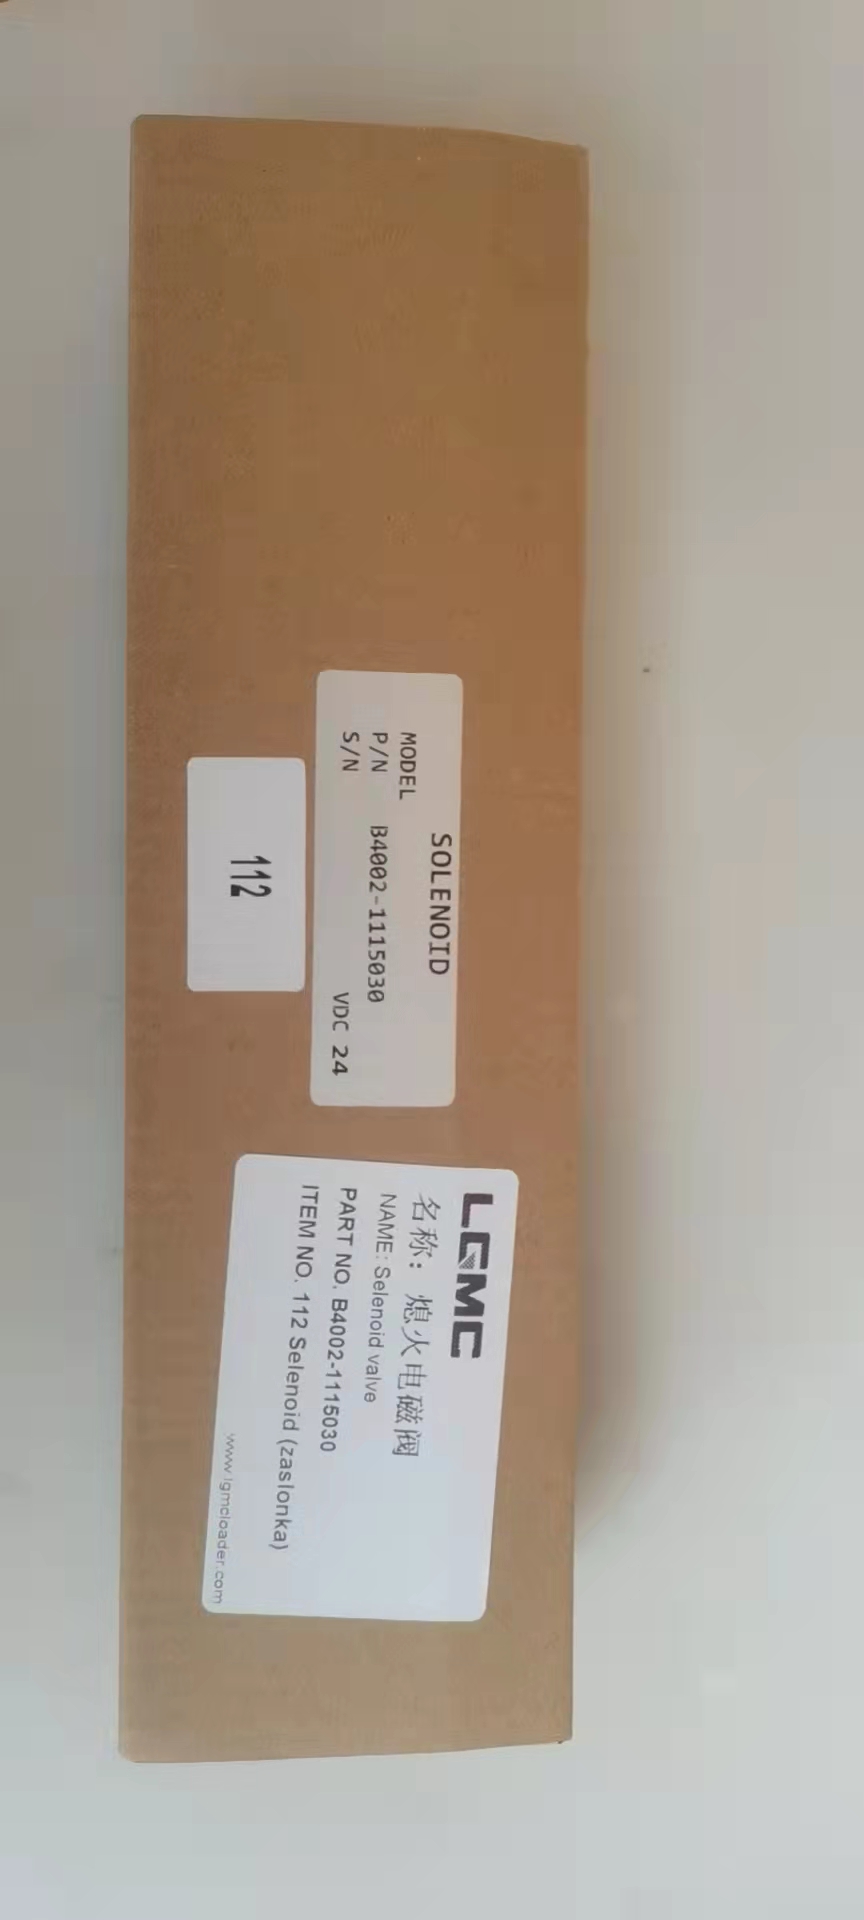 SOLENOID
MODEL
P/N B4002-1115030
S/N VDC 24
112
LGMC
名称：熄火电磁阀
NAME: Selenoid valve
PART NO. B4002-1115030
ITEM NO. 112 Selenoid (zaslonka)
www.lgmcloader.com